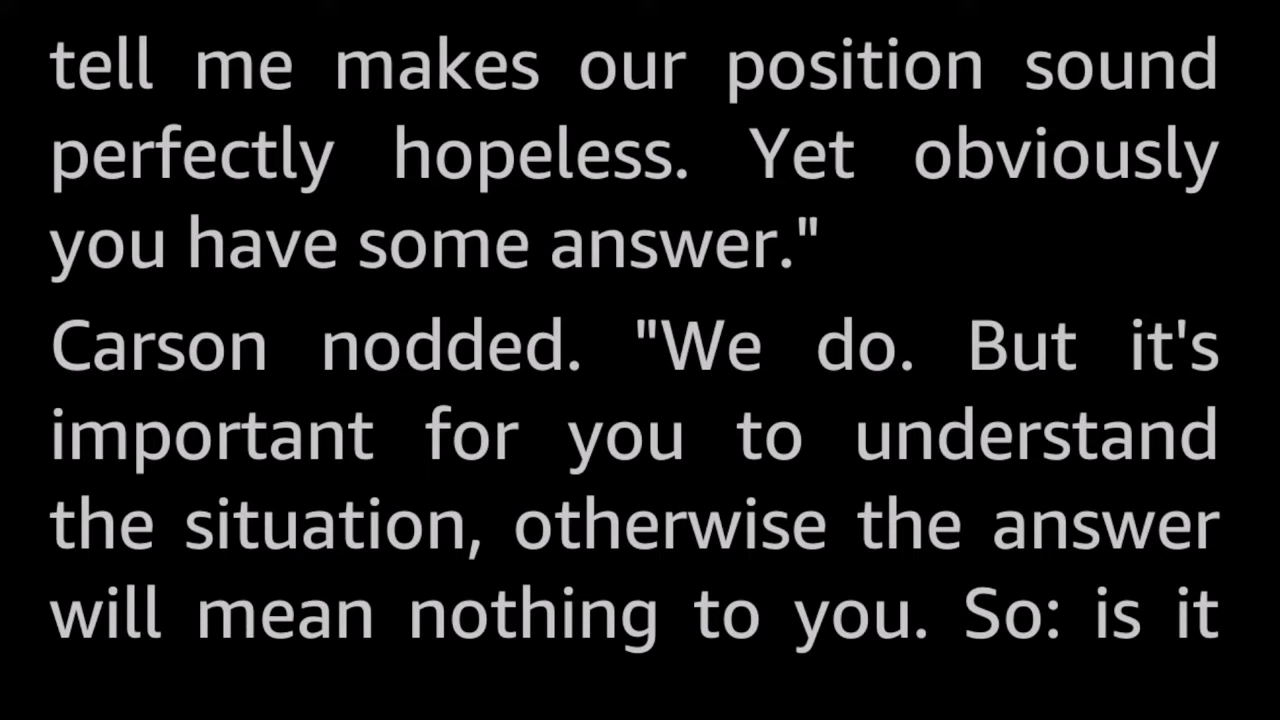 tell me makes our position sound
perfectly hopeless. Yet obviously
you have some answer."
Carson nodded. "We do. But it's
important for you to understand
the situation, otherwise the answer
will mean nothing to you. So: is it